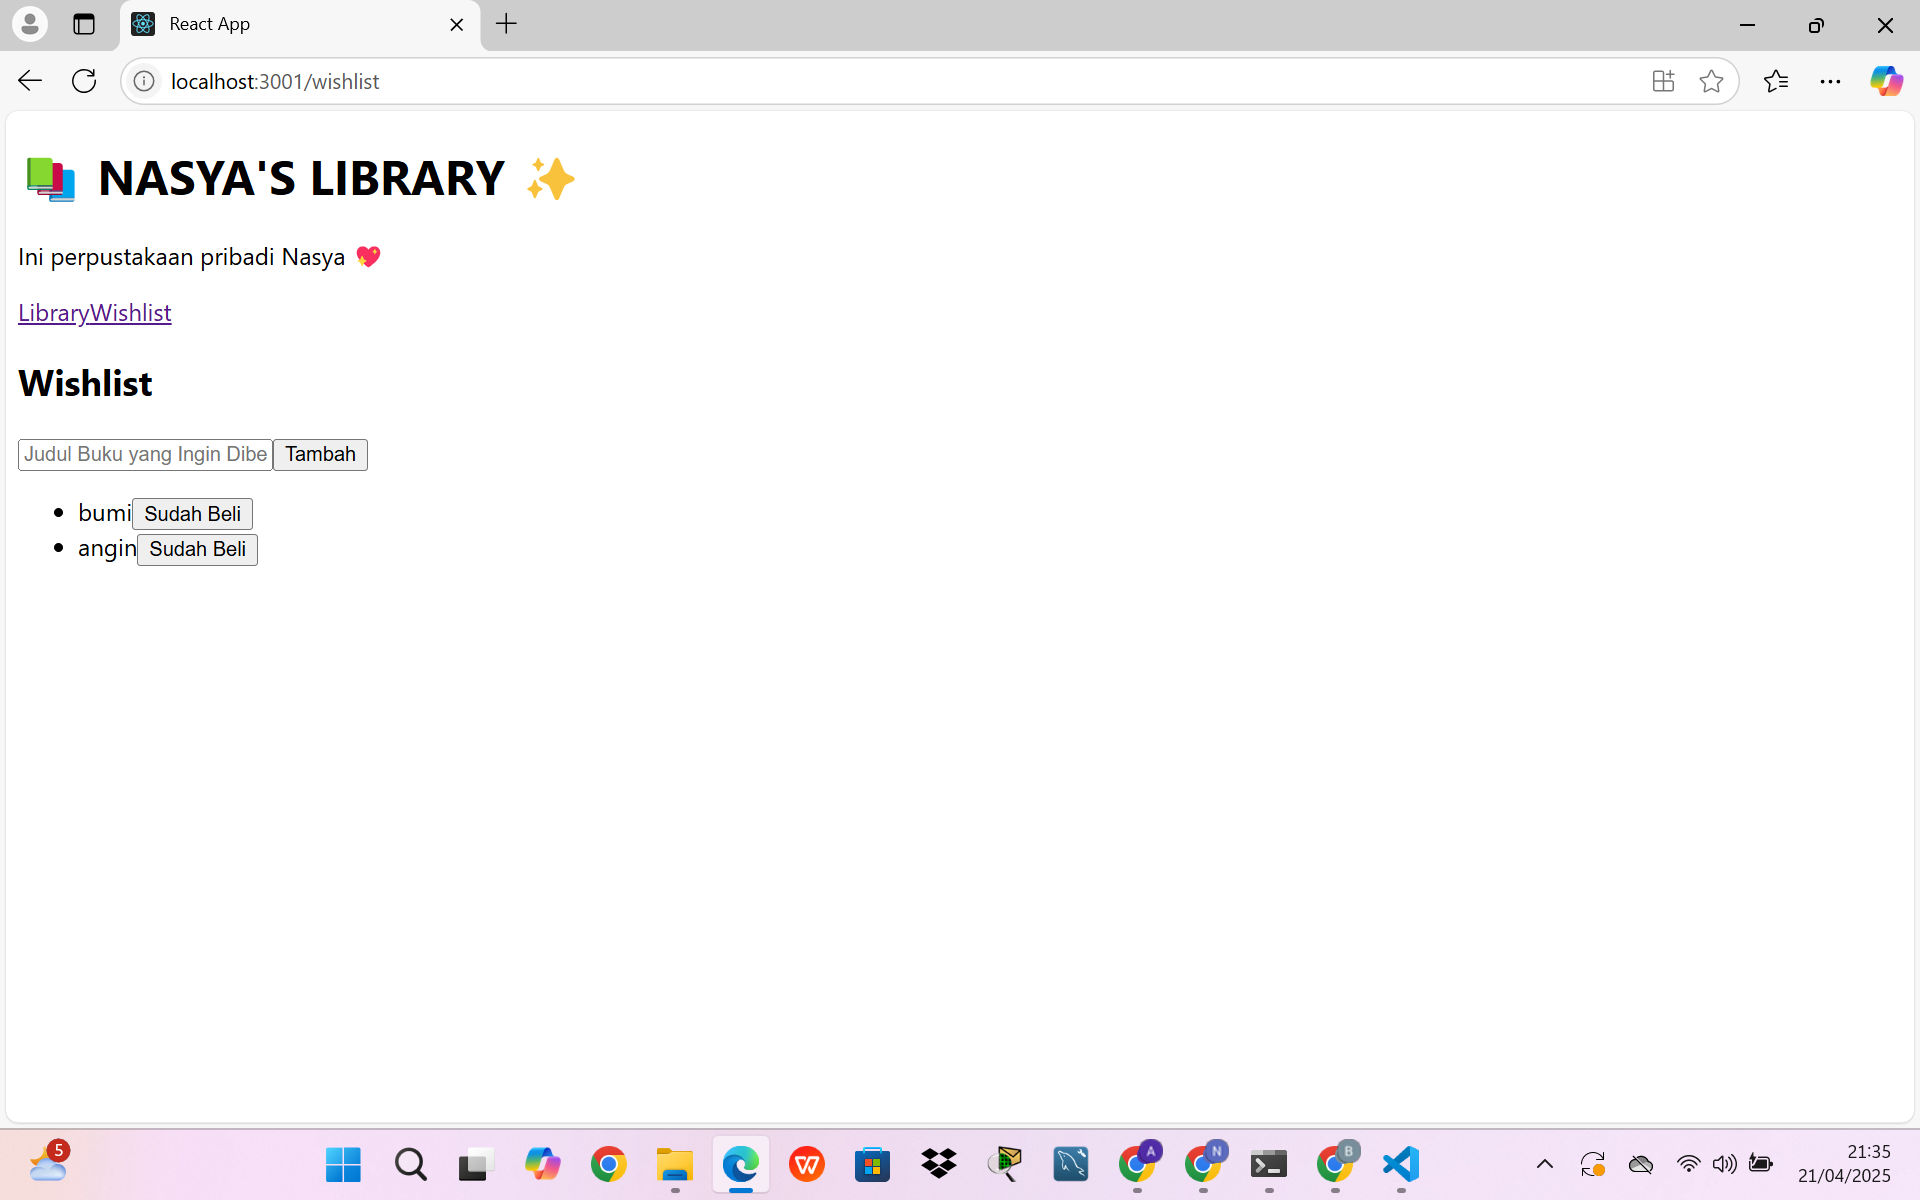 React App
localhost:3001/wishlist
📚 NASYA'S LIBRARY ✨
Ini perpustakaan pribadi Nasya 💖
LibraryWishlist
Wishlist
Judul Buku yang Ingin Dibe Tambah
bumi Sudah Beli
angin Sudah Beli
5
A
N
B
21:35
21/04/2025